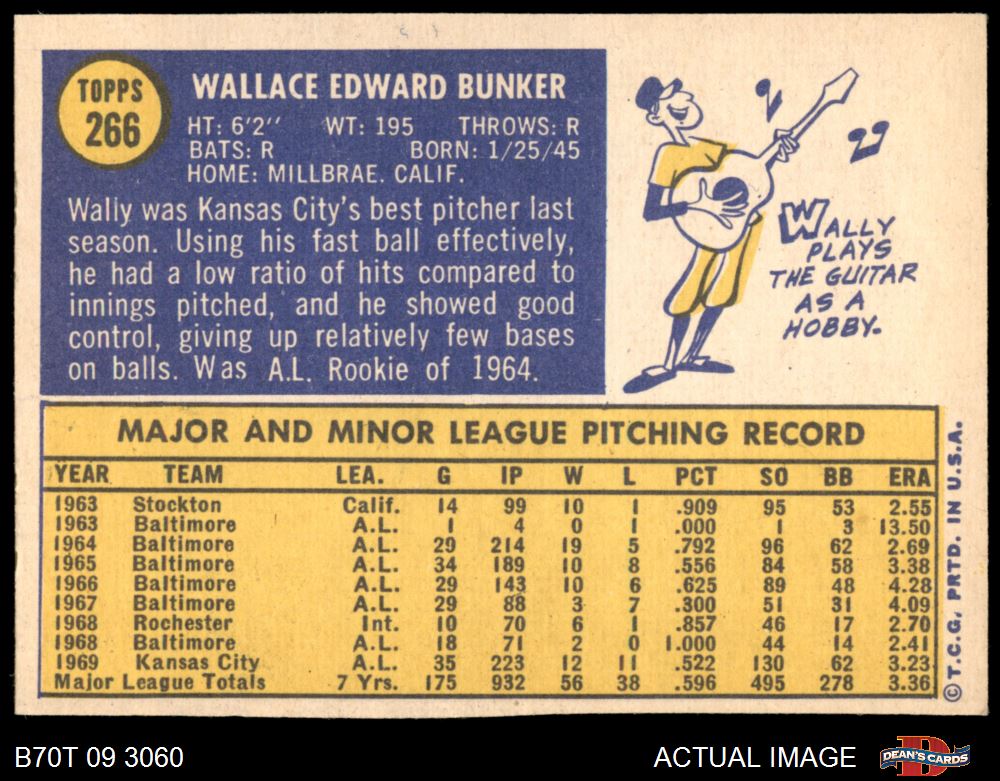 TOPPS
266
WALLACE EDWARD BUNKER
HT: 6'2'' WT: 195 THROWS: R
BATS: R BORN: 1/25/45
HOME: MILLBRAE. CALIF.
Wally was Kansas City's best pitcher last
season. Using his fast ball effectively,
he had a low ratio of hits compared to
innings pitched, and he showed good
control, giving up relatively few bases
on balls. Was A.L. Rookie of 1964.
WALLY
PLAYS
THE GUITAR
AS A
HOBBY.
MAJOR AND MINOR LEAGUE PITCHING RECORD
YEAR TEAM LEA. G IP W L PCT SO BB ERA
1963 Stockton Calif. 14 99 10 1 .909 95 53 2.55
1963 Baltimore A.L. 1 4 0 1 .000 1 3 13.50
1964 Baltimore A.L. 29 214 19 5 .792 96 62 2.69
1965 Baltimore A.L. 34 189 10 8 .556 84 58 3.38
1966 Baltimore A.L. 29 143 10 6 .625 89 48 4.28
1967 Baltimore A.L. 29 88 3 7 .300 51 31 4.09
1968 Rochester Int. 10 70 6 1 .857 46 17 2.70
1968 Baltimore A.L. 18 71 2 0 1.000 44 14 2.41
1969 Kansas City A.L. 35 223 12 11 .522 130 62 3.23
Major League Totals 7 Yrs. 175 932 56 38 .596 495 278 3.36
© T.C.G. PRTD. IN U.S.A.
B70T 09 3060 ACTUAL IMAGE DEAN'S CARDS